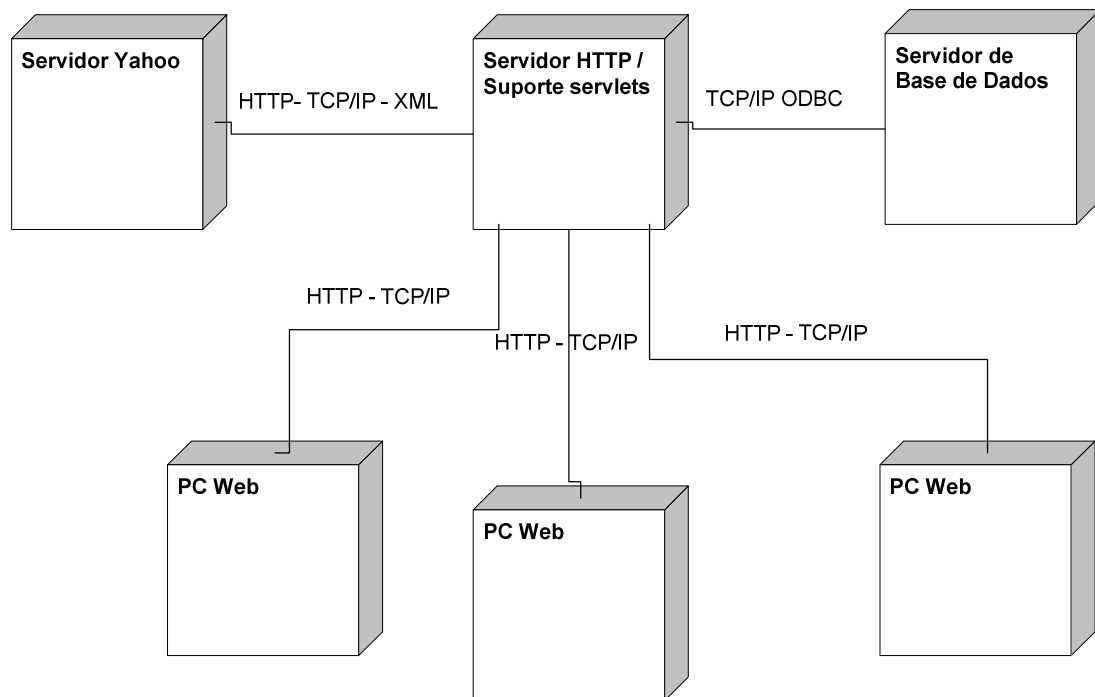 Servidor Yahoo
HTTP- TCP/IP - XML
Servidor HTTP /
Suporte servlets
TCP/IP ODBC
Servidor de
Base de Dados
HTTP - TCP/IP
HTTP - TCP/IP
HTTP - TCP/IP
PC Web
PC Web
PC Web